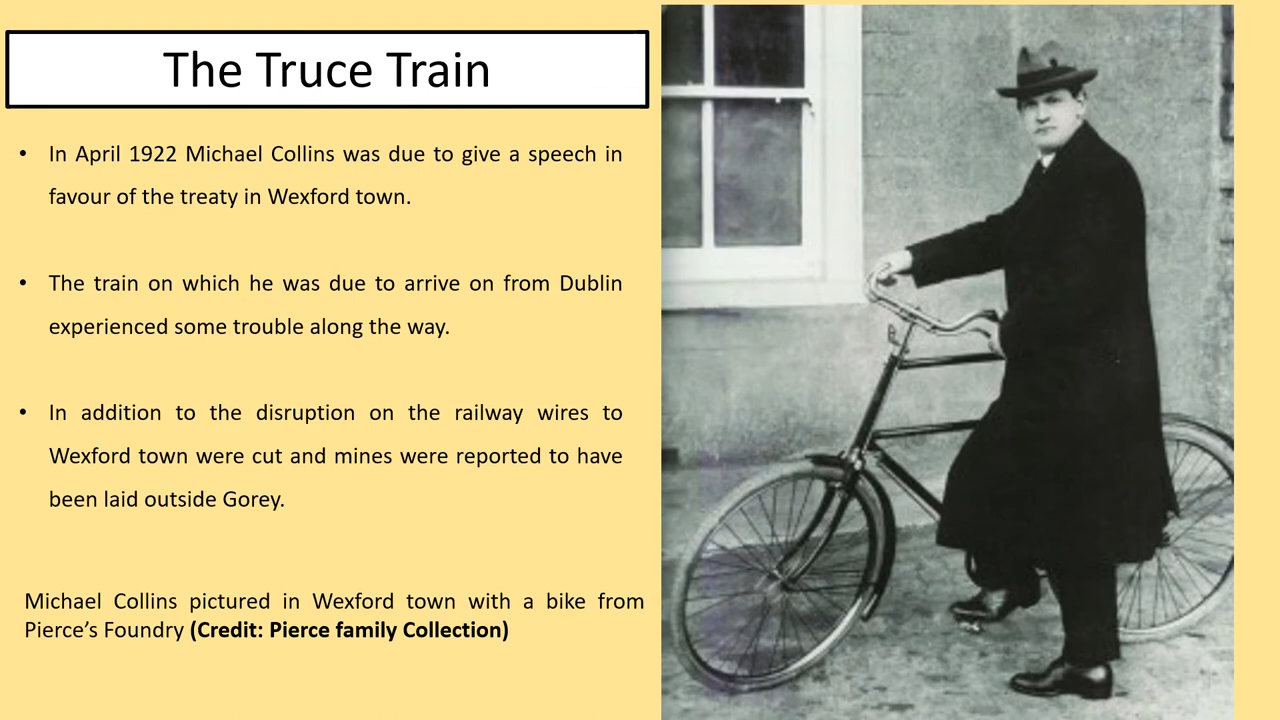 The Truce Train
• In April 1922 Michael Collins was due to give a speech in
favour of the treaty in Wexford town.
• The train on which he was due to arrive on from Dublin
experienced some trouble along the way.
• In addition to the disruption on the railway wires to
Wexford town were cut and mines were reported to have
been laid outside Gorey.
Michael Collins pictured in Wexford town with a bike from
Pierce’s Foundry (Credit: Pierce family Collection)